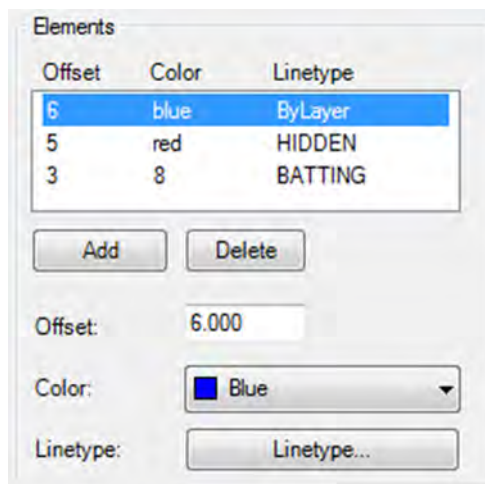 Elements
Offset Color Linetype
6 blue ByLayer
5 red HIDDEN
3 8 BATTING
Add Delete
Offset: 6.000
Color: Blue
Linetype: Linetype...